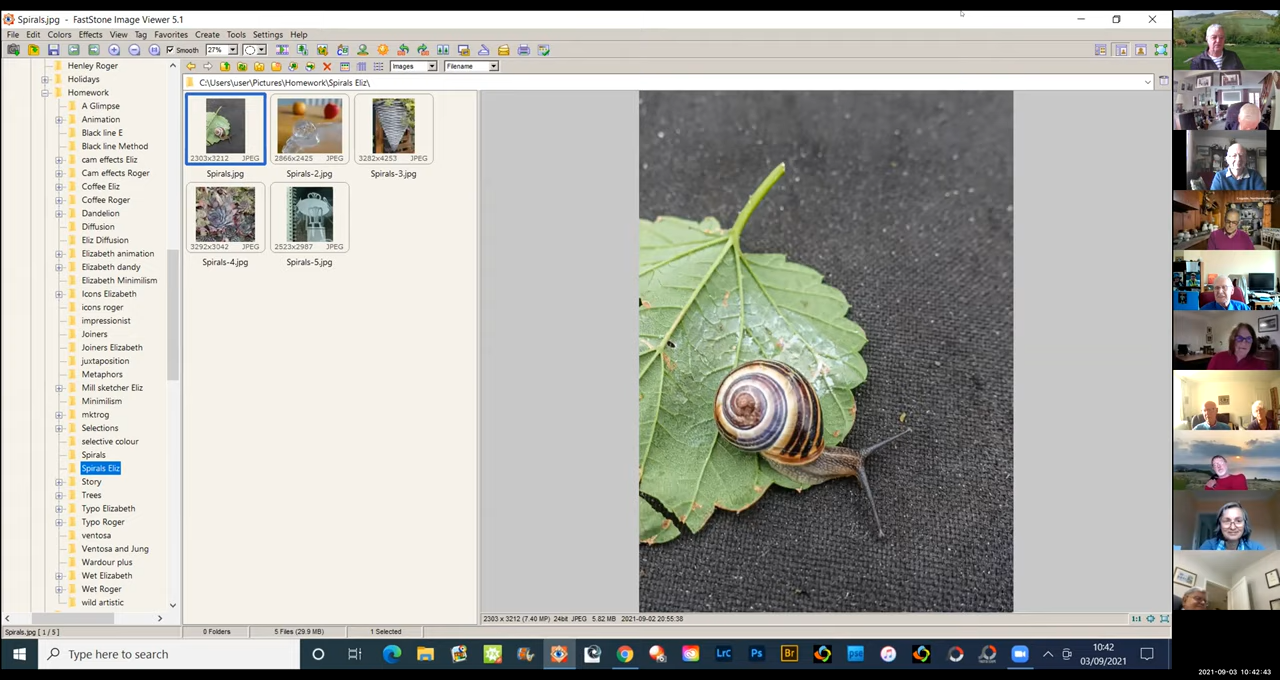 Spirals.jpg - FastStone Image Viewer 5.1
File Edit Colors Effects View Tag Favorites Create Tools Settings Help
Smooth 27%
Images Filename
C:\Users\user\Pictures\Homework\Spirals Eliz\
Henley Roger
Holidays
Homework
A Glimpse
Animation
Black line E
Black line Method
cam effects Eliz
Cam effects Roger
Coffee Eliz
Coffee Roger
Dandelion
Diffusion
Eliz Diffusion
Elizabeth animation
Elizabeth dandy
Elizabeth Minimilism
Icons Elizabeth
icons roger
impressionist
Joiners
Joiners Elizabeth
juxtaposition
Metaphors
Mill sketcher Eliz
Minimilism
mktrog
Selections
selective colour
Spirals
Spirals Eliz
Story
Trees
Typo Elizabeth
Typo Roger
ventosa
Ventosa and Jung
Wardour plus
Wet Elizabeth
Wet Roger
wild artistic
2303x3212 JPEG
Spirals.jpg
2866x2425 JPEG
Spirals-2.jpg
3282x4253 JPEG
Spirals-3.jpg
3292x3042 JPEG
Spirals-4.jpg
2523x2987 JPEG
Spirals-5.jpg
2303 x 3212 (7.40 MP) 24bit JPEG 5.82 MB 2021-09-02 20:55:38
1:1
Spirals.jpg [ 1 / 5 ]
0 Folders
5 Files (29.9 MB)
1 Selected
Type here to search
LrC
Ps
Br
pse
10:42
03/09/2021
2021-09-03 10:42:43